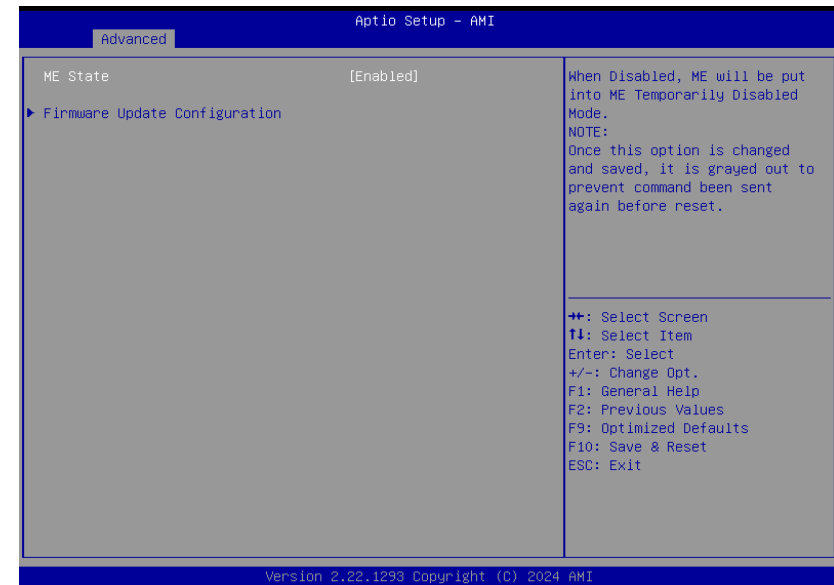 Aptio Setup – AMI
Advanced
ME State [Enabled]
Firmware Update Configuration
When Disabled, ME will be put
into ME Temporarily Disabled
Mode.
NOTE:
Once this option is changed
and saved, it is grayed out to
prevent command been sent
again before reset.
→←: Select Screen
↑↓: Select Item
Enter: Select
+/-: Change Opt.
F1: General Help
F2: Previous Values
F9: Optimized Defaults
F10: Save & Reset
ESC: Exit
Version 2.22.1293 Copyright (C) 2024 AMI